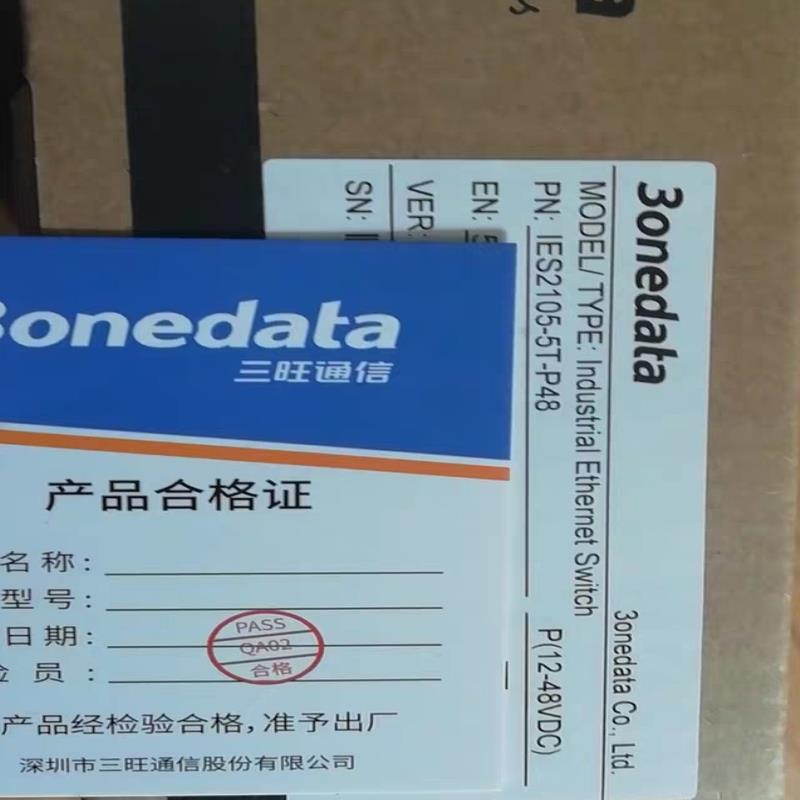 3onedata
3onedata Co., Ltd.
MODEL/ TYPE: Industrial Ethernet Switch
PN: IES2105-5T-P48
P(12-48VDC)
EN:
VER:
SN:
3onedata
三旺通信
产品合格证
名称:
型号:
日期:
员:
PASS
QA02
合格
产品经检验合格,准予出厂
深圳市三旺通信股份有限公司